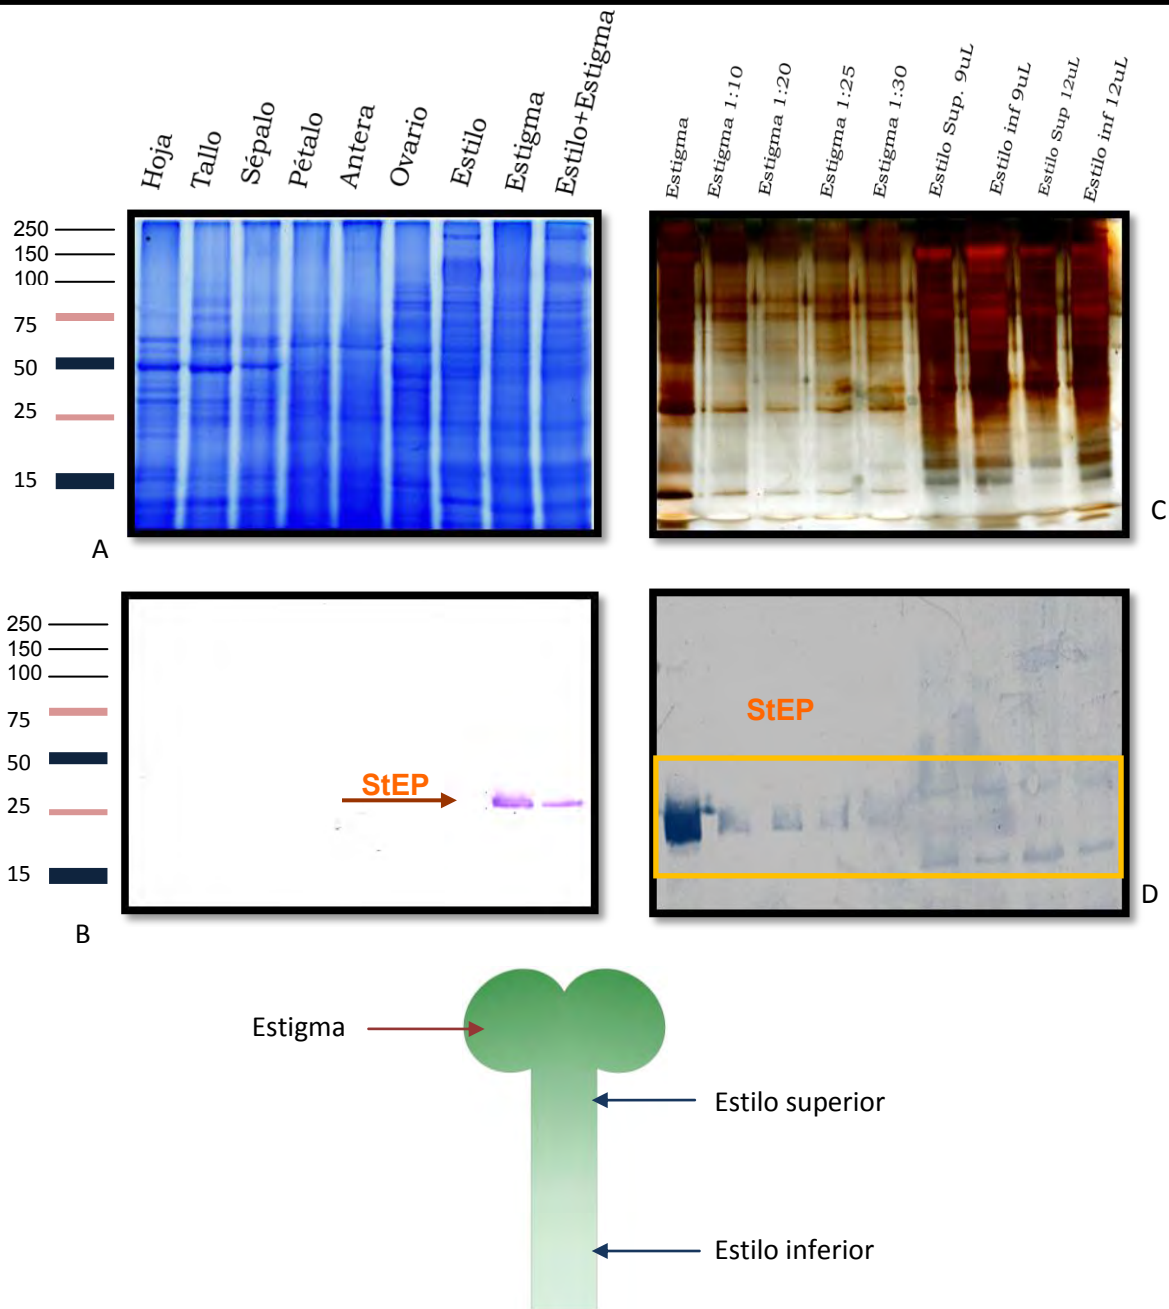 Hoja
Tallo
Sépalo
Pétalo
Antera
Ovario
Estilo
Estigma
Estilo+Estigma
250
150
100
75
50
25
15
A
Estigma
Estigma 1:10
Estigma 1:20
Estigma 1:25
Estigma 1:30
Estilo Sup. 9uL
Estilo inf 9uL
Estilo Sup 12uL
Estilo inf 12uL
C
250
150
100
75
50
25
15
StEP
B
StEP
D
Estigma
Estilo superior
Estilo inferior